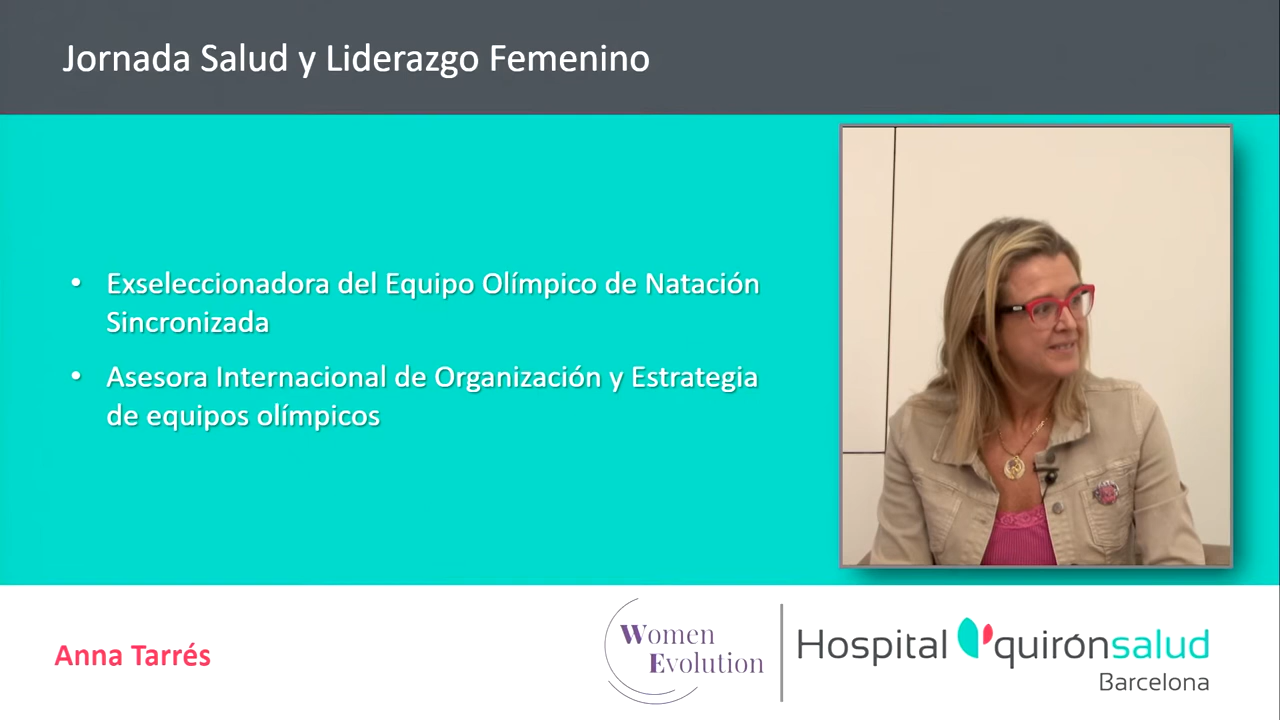 Jornada Salud y Liderazgo Femenino
• Exseleccionadora del Equipo Olímpico de Natación
Sincronizada
• Asesora Internacional de Organización y Estrategia
de equipos olímpicos
Anna Tarrés
Women
Evolution
Hospital quirónsalud
Barcelona